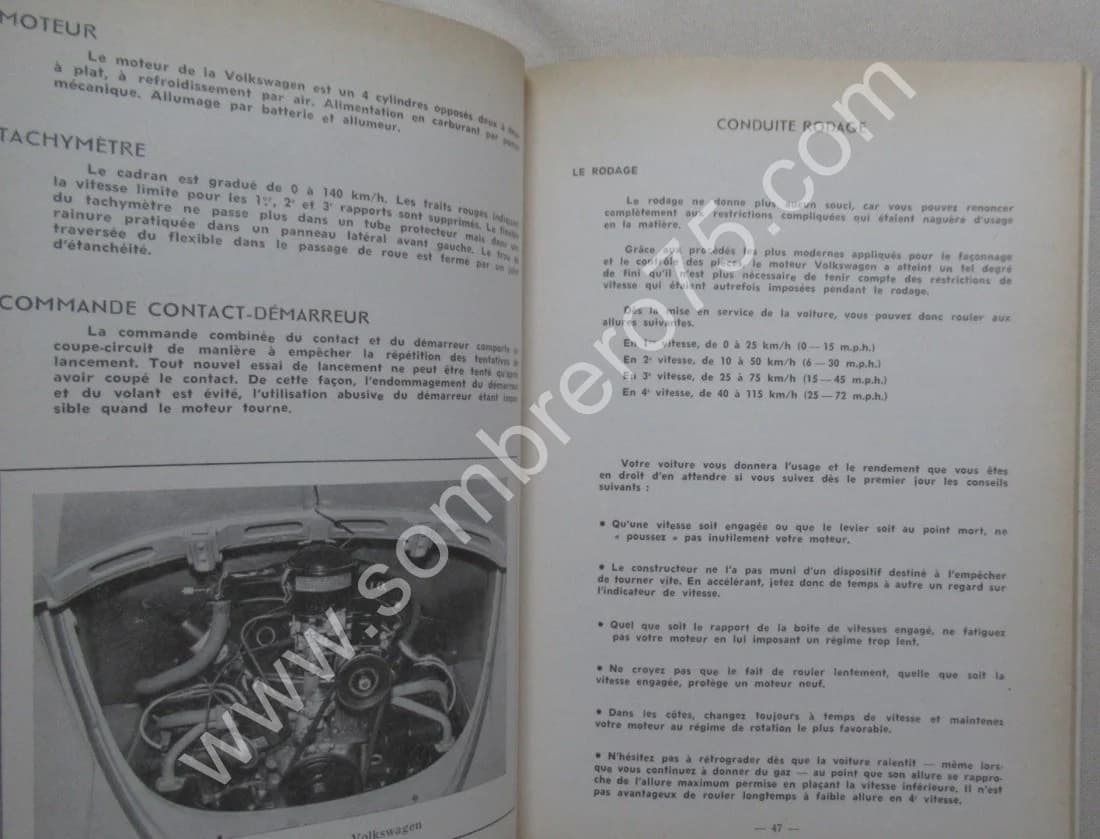 MOTEUR
Le moteur de la Volkswagen est un 4 cylindres opposés deux à
à plat, à refroidissement par air. Alimentation en carburant par
mécanique. Allumage par batterie et allumeur.
TACHYMÈTRE
Le cadran est gradué de 0 à 140 km/h. Les traits rouges
la vitesse limite pour les 1er, 2e et 3e rapports sont supprimés. Le
du tachymètre ne passe plus dans un tube protecteur mais dans une
rainure pratiquée dans un panneau latéral avant gauche. Le trou de
traversée du flexible dans le passage de roue est fermé par un joint
d'étanchéité.
COMMANDE CONTACT-DÉMARREUR
La commande combinée du contact et du démarreur comporte un
coupe-circuit de manière à empêcher la répétition des tentatives de
lancement. Tout nouvel essai de lancement ne peut être tenté qu'après
avoir coupé le contact. De cette façon, l'endommagement du démarreur
et du volant est évité, l'utilisation abusive du démarreur étant impos-
sible quand le moteur tourne.
Volkswagen
CONDUITE RODAGE
LE RODAGE
Le rodage ne donne plus aucun souci, car vous pouvez renoncer
complètement aux restrictions compliquées qui étaient naguère d'usage
en la matière.
Grâce aux procédés les plus modernes appliqués pour le façonnage
et le contrôle des pièces, le moteur Volkswagen a atteint un tel degré
de fini qu'il n'est plus nécessaire de tenir compte des restrictions de
vitesse qui étaient autrefois imposées pendant le rodage.
Dès la mise en service de la voiture, vous pouvez donc rouler aux
allures suivantes.
En 1e vitesse, de 0 à 25 km/h (0 — 15 m.p.h.)
En 2e vitesse, de 10 à 50 km/h (6 — 30 m.p.h.)
En 3e vitesse, de 25 à 75 km/h (15 — 45 m.p.h.)
En 4e vitesse, de 40 à 115 km/h (25 — 72 m.p.h.)
Votre voiture vous donnera l'usage et le rendement que vous êtes
en droit d'en attendre si vous suivez dès le premier jour les conseils
suivants :
• Qu'une vitesse soit engagée ou que le levier soit au point mort, ne
« poussez » pas inutilement votre moteur.
• Le constructeur ne l'a pas muni d'un dispositif destiné à l'empêcher
de tourner vite. En accélérant, jetez donc de temps à autre un regard sur
l'indicateur de vitesse.
• Quel que soit le rapport de la boîte de vitesses engagé, ne fatiguez
pas votre moteur en lui imposant un régime trop lent.
• Ne croyez pas que le fait de rouler lentement, quelle que soit la
vitesse engagée, protège un moteur neuf.
• Dans les côtes, changez toujours à temps de vitesse et maintenez
votre moteur au régime de rotation le plus favorable.
• N'hésitez pas à rétrograder dès que la voiture ralentit — même lors-
que vous continuez à donner du gaz — au point que son allure se rappro-
che de l'allure maximum permise en plaçant la vitesse inférieure. Il n'est
pas avantageux de rouler longtemps à faible allure en 4e vitesse.
— 47 —
www.sombrero75.com